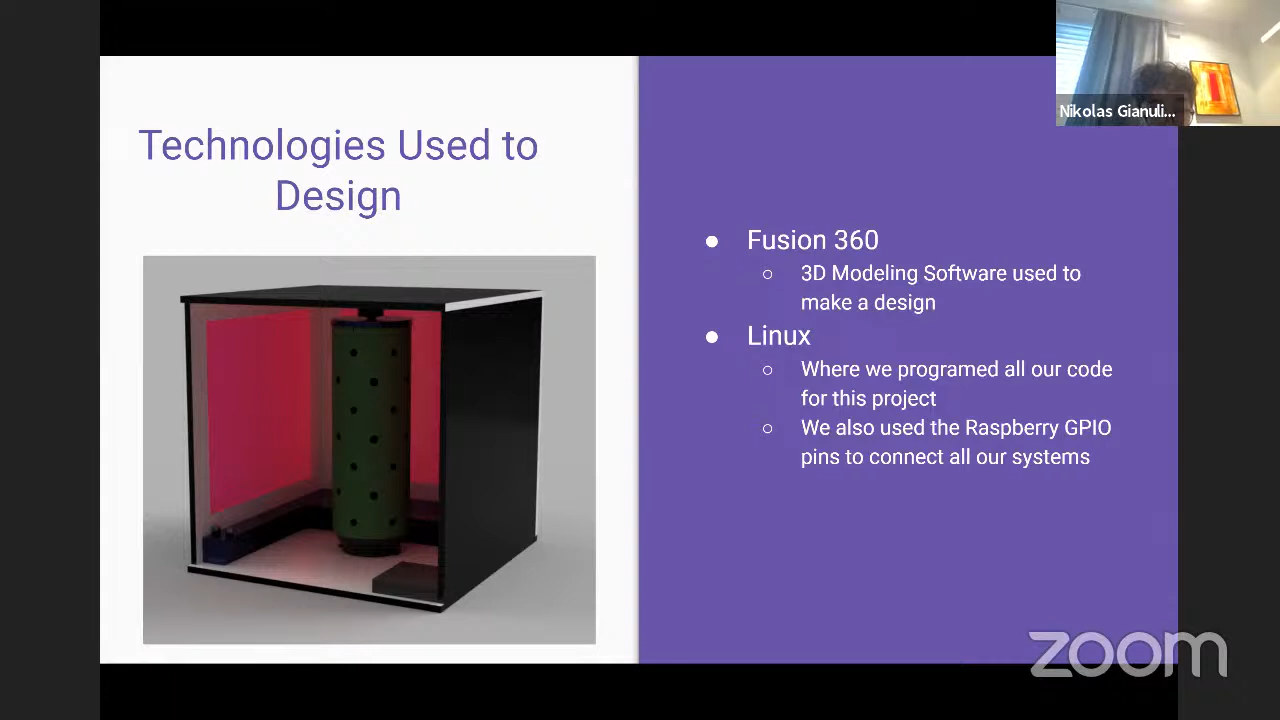 Nikolas Gianuli...
Technologies Used to
Design
● Fusion 360
○ 3D Modeling Software used to
make a design
● Linux
○ Where we programed all our code
for this project
○ We also used the Raspberry GPIO
pins to connect all our systems
zoom